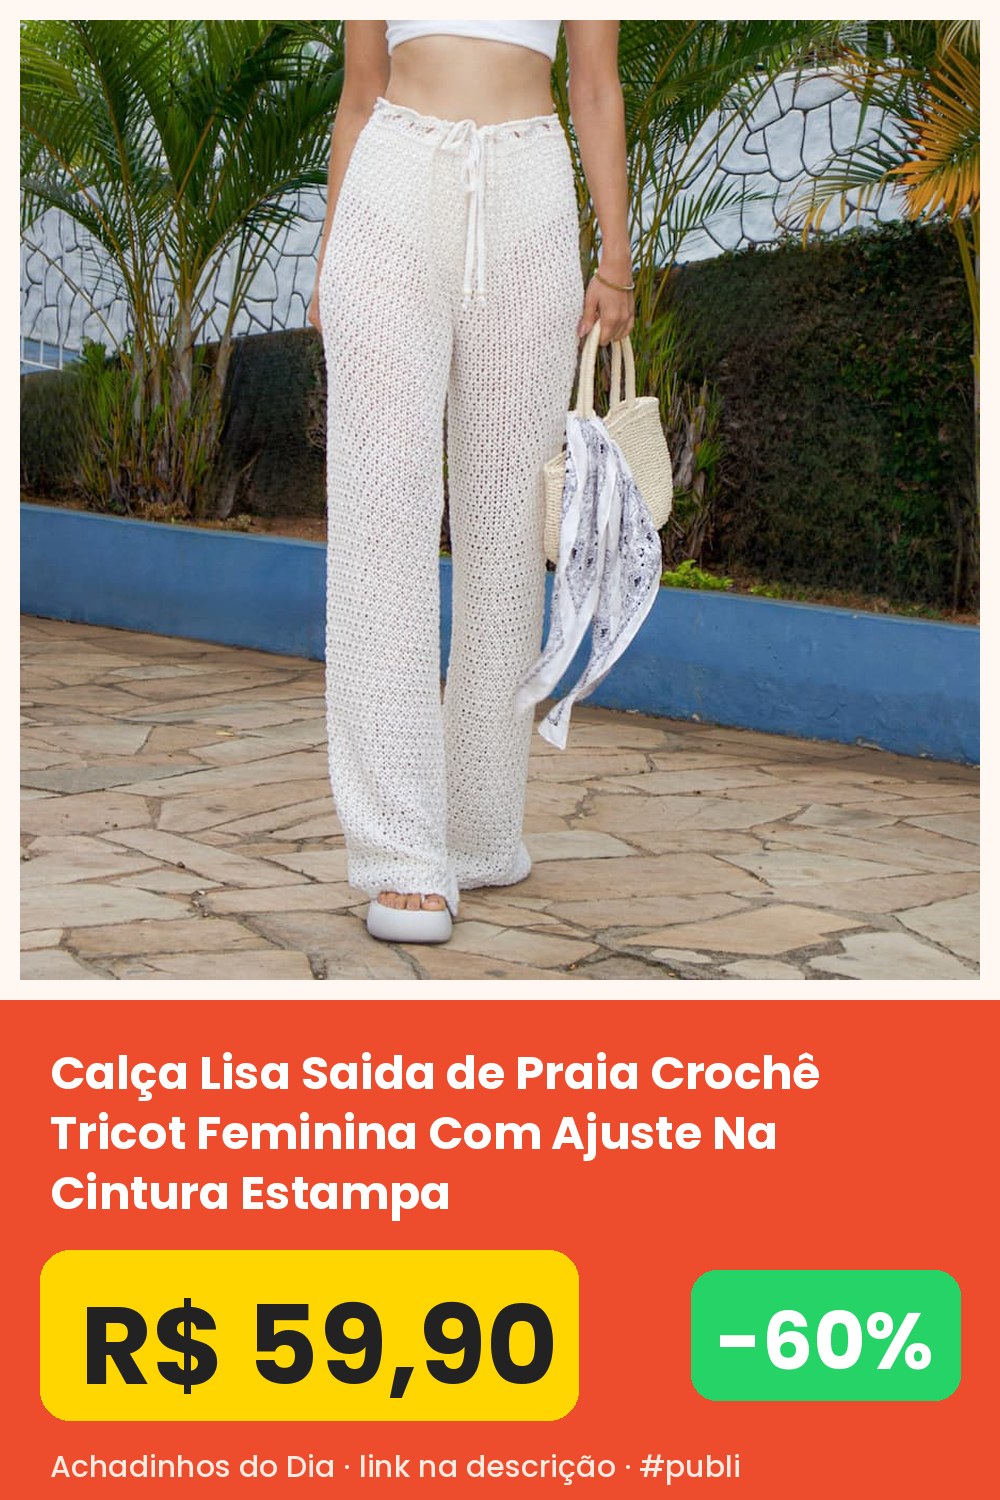 Calça Lisa Saida de Praia Crochê
Tricot Feminina Com Ajuste Na
Cintura Estampa
R$ 59,90
-60%
Achadinhos do Dia · link na descrição · #publi